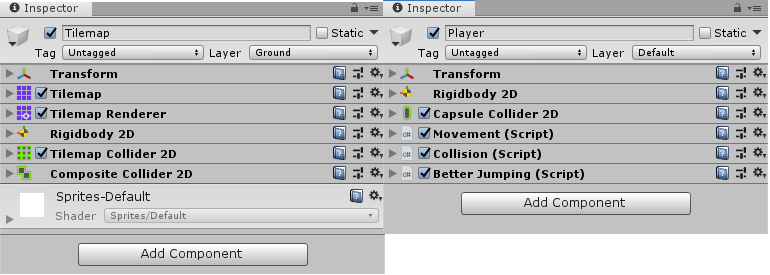 Inspector
Tilemap
Static
Tag Untagged Layer Ground
Transform
Tilemap
Tilemap Renderer
Rigidbody 2D
Tilemap Collider 2D
Composite Collider 2D
Sprites-Default
Shader Sprites/Default
Add Component
Inspector
Player
Static
Tag Untagged Layer Default
Transform
Rigidbody 2D
Capsule Collider 2D
Movement (Script)
Collision (Script)
Better Jumping (Script)
Add Component